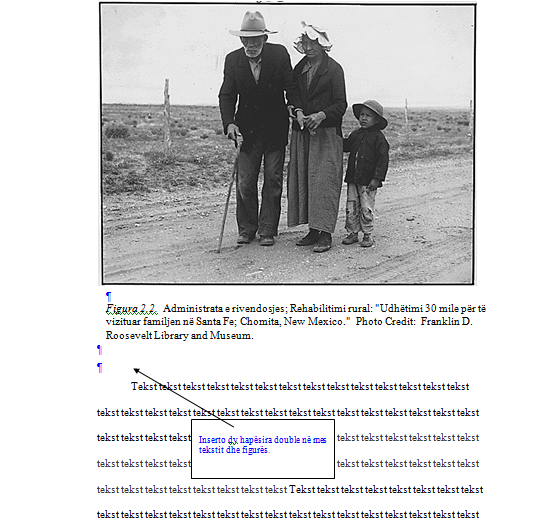 Figura 2.2. Administrata e rivendosjes; Rehabilitimi rural: "Udhëtimi 30 mile për të
vizituar familjen në Santa Fe; Chomita, New Mexico." Photo Credit: Franklin D.
Roosevelt Library and Museum.
Tekst tekst tekst tekst tekst tekst tekst tekst tekst tekst tekst tekst tekst tekst
tekst tekst tekst tekst tekst tekst tekst tekst tekst tekst tekst tekst tekst tekst tekst tekst
tekst tekst tekst tekst tekst tekst tekst tekst tekst tekst
Inserto dy hapësira double në mes
tekstit dhe figurës.
tekst tekst tekst tekst tekst tekst tekst tekst tekst tekst
tekst tekst tekst tekst tekst tekst tekst tekst Tekst tekst tekst tekst tekst tekst tekst tekst
tekst tekst tekst tekst tekst tekst tekst tekst tekst tekst tekst tekst tekst tekst tekst tekst